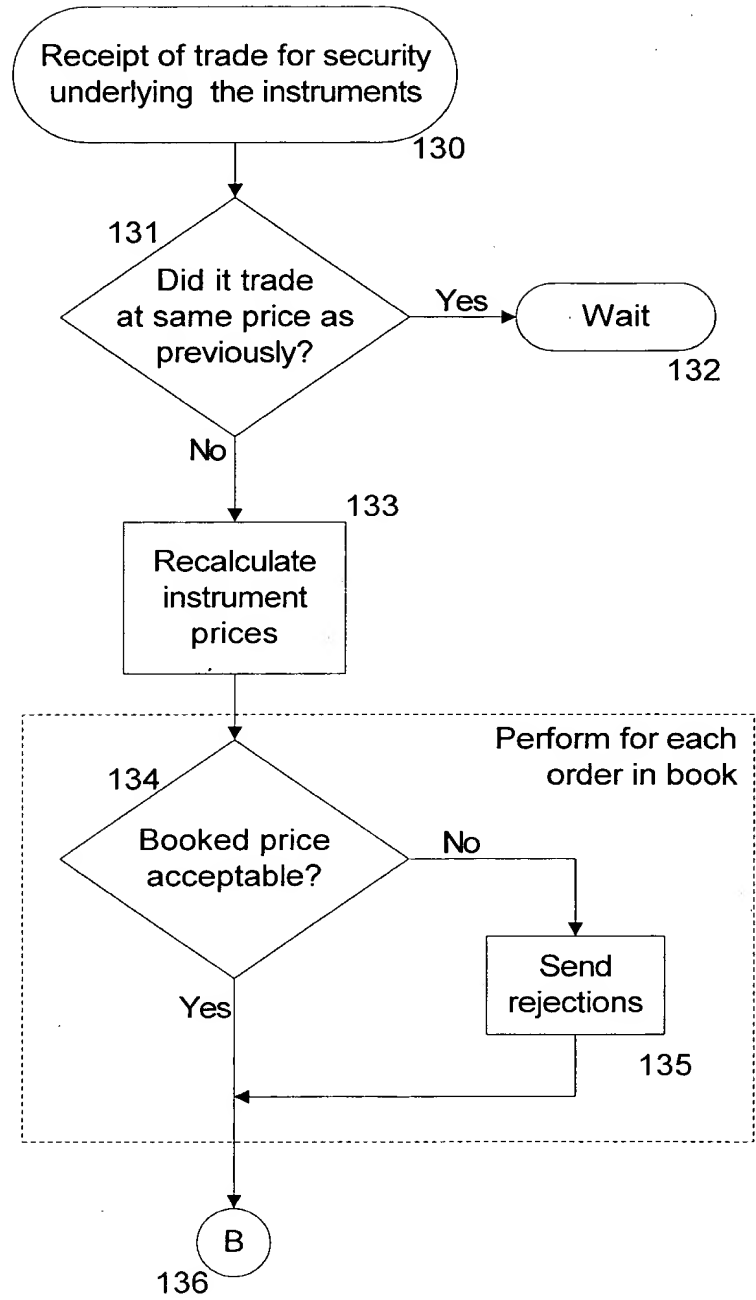 Receipt of trade for security
underlying the instruments
130
131
Did it trade
at same price as
previously?
Yes
Wait
132
No
133
Recalculate
instrument
prices
Perform for each
order in book
134
Booked price
acceptable?
No
Send
rejections
Yes
135
B
136